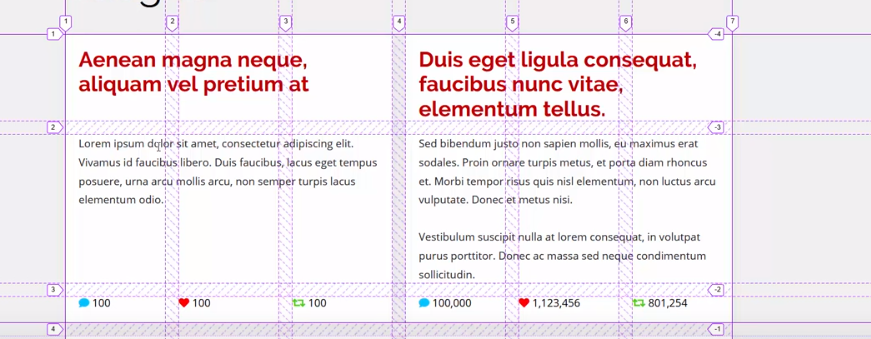 1
2
3
4
5
6
7
1
-4
Aenean magna neque,
aliquam vel pretium at
Duis eget ligula consequat,
faucibus nunc vitae,
elementum tellus.
2
-3
Lorem ipsum dolor sit amet, consectetur adipiscing elit.
Vivamus id faucibus libero. Duis faucibus, lacus eget tempus
posuere, urna arcu mollis arcu, non semper turpis lacus
elementum odio.
Sed bibendum justo non sapien mollis, eu maximus erat
sodales. Proin ornare turpis metus, et porta diam rhoncus
et. Morbi tempor risus quis nisl elementum, non luctus arcu
vulputate. Donec et metus nisi.
Vestibulum suscipit nulla at lorem consequat, in volutpat
purus porttitor. Donec ac massa sed neque condimentum
sollicitudin.
3
-2
100
100
100
100,000
1,123,456
801,254
4
-1